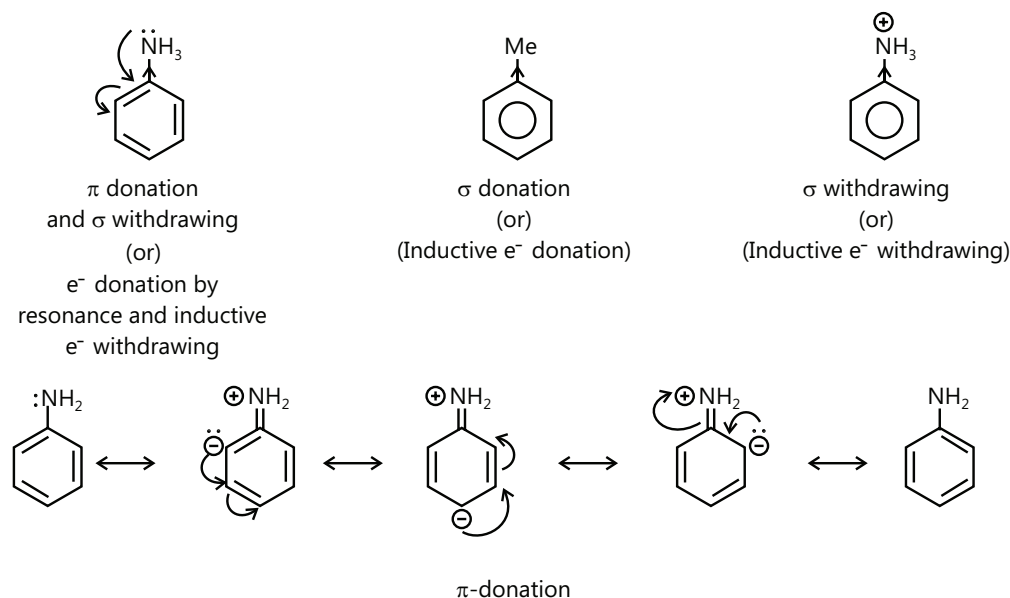 N̈H₃
π donation
and σ withdrawing
(or)
e⁻ donation by
resonance and inductive
e⁻ withdrawing
Me
σ donation
(or)
(Inductive e⁻ donation)
⊕
NH₃
σ withdrawing
(or)
(Inductive e⁻ withdrawing)
:NH₂
⊕ NH₂
⊖
⊕ NH₂
⊖
⊕ NH₂
⊖
NH₂
π-donation